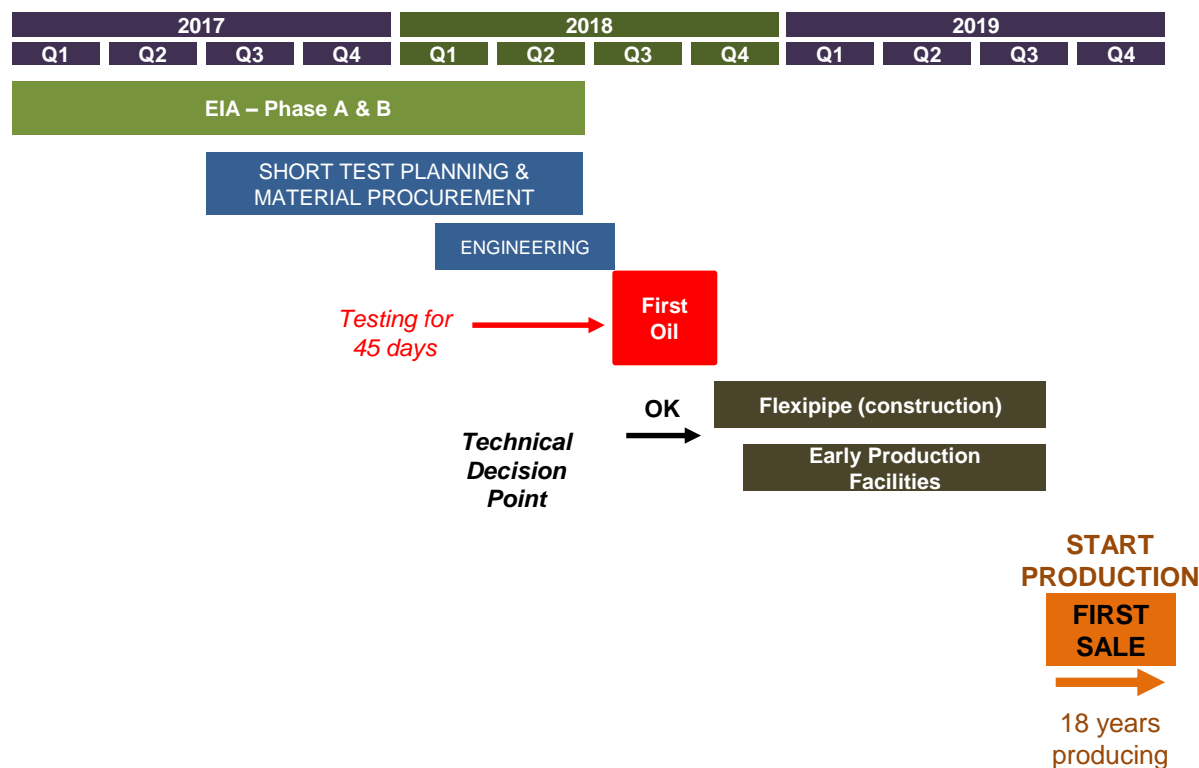 2017 2018 2019
Q1 Q2 Q3 Q4 Q1 Q2 Q3 Q4 Q1 Q2 Q3 Q4
EIA – Phase A & B
SHORT TEST PLANNING &
MATERIAL PROCUREMENT
ENGINEERING
Testing for
45 days
First
Oil
OK
Flexipipe (construction)
Technical
Decision
Point
Early Production
Facilities
START
PRODUCTION
FIRST
SALE
18 years
producing